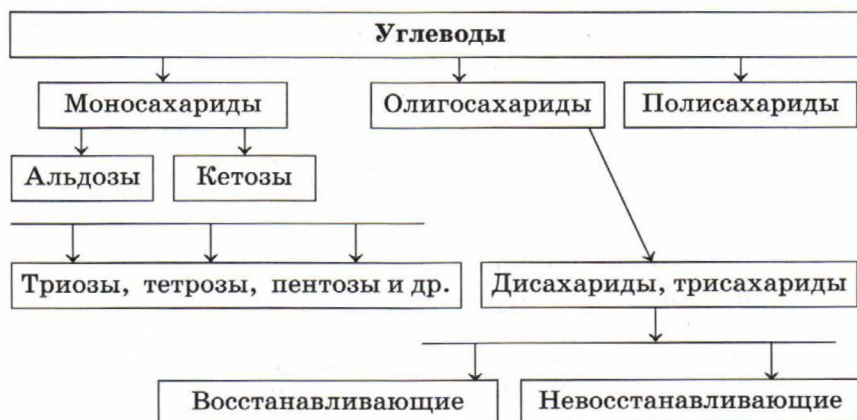 Углеводы
Моносахариды Олигосахариды Полисахариды
Альдозы Кетозы
Триозы, тетрозы, пентозы и др. Дисахариды, трисахариды
Восстанавливающие Невосстанавливающие